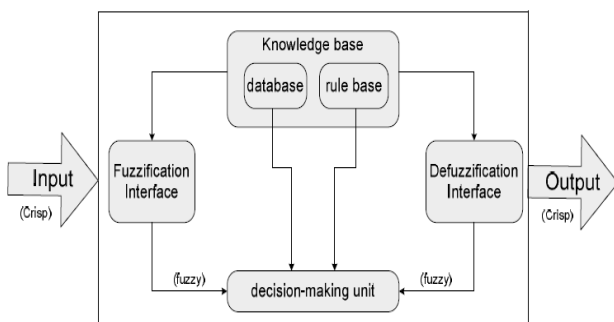 Knowledge base
database
rule base
Input
(Crisp)
Fuzzification
Interface
Defuzzification
Interface
Output
(Crisp)
(fuzzy)
decision-making unit
(fuzzy)